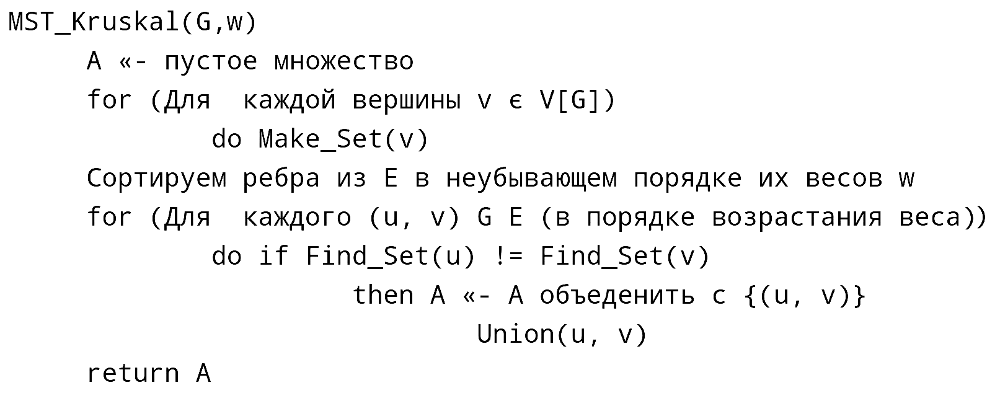 MST_Kruskal(G,w)
A «- пустое множество
for (Для  каждой вершины v є V[G])
do Make_Set(v)
Сортируем ребра из E в неубывающем порядке их весов w
for (Для  каждого (u, v) G E (в порядке возрастания веса))
do if Find_Set(u) != Find_Set(v)
then A «- A объеденить с {(u, v)}
Union(u, v)
return A